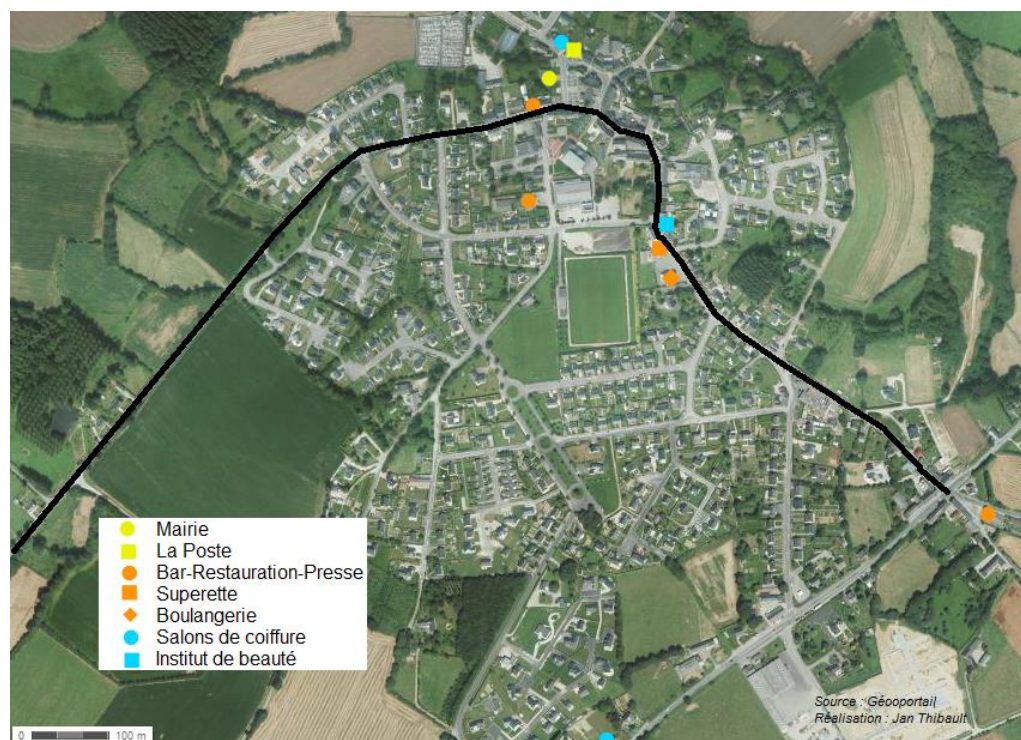 Mairie
La Poste
Bar-Restauration-Presse
Superette
Boulangerie
Salons de coiffure
Institut de beauté
Source : Géooportail
Réalisation : Jan Thibault
0 100 m